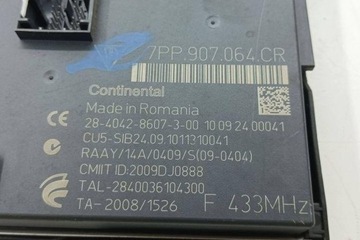 7PP.907.064.CR
Continental
Made in Romania
28-4042-8607-3-00 10 09 24 00041
CU5-SIB24.09.1011310041
RAAY/14A/0409/S(09-0404)
CMIIT ID:2009DJ0888
TAL-2840036104300
TA-2008/1526 F 433MHz